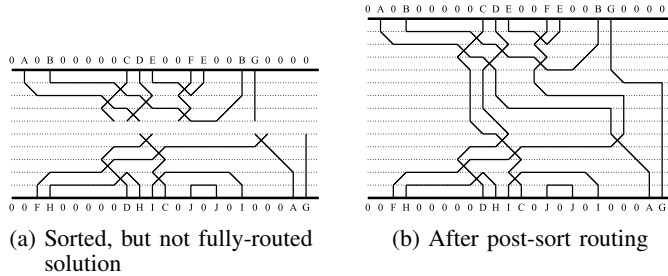 0 A 0 B 0 0 0 0 0 C D E 0 0 F E 0 0 B G 0 0 0 0
0 0 F H 0 0 0 0 0 D H I C 0 J 0 J 0 I 0 0 0 A G
(a) Sorted, but not fully-routed
solution
0 A 0 B 0 0 0 0 0 C D E 0 0 F E 0 0 B G 0 0 0 0
0 0 F H 0 0 0 0 0 D H I C 0 J 0 J 0 I 0 0 0 A G
(b) After post-sort routing